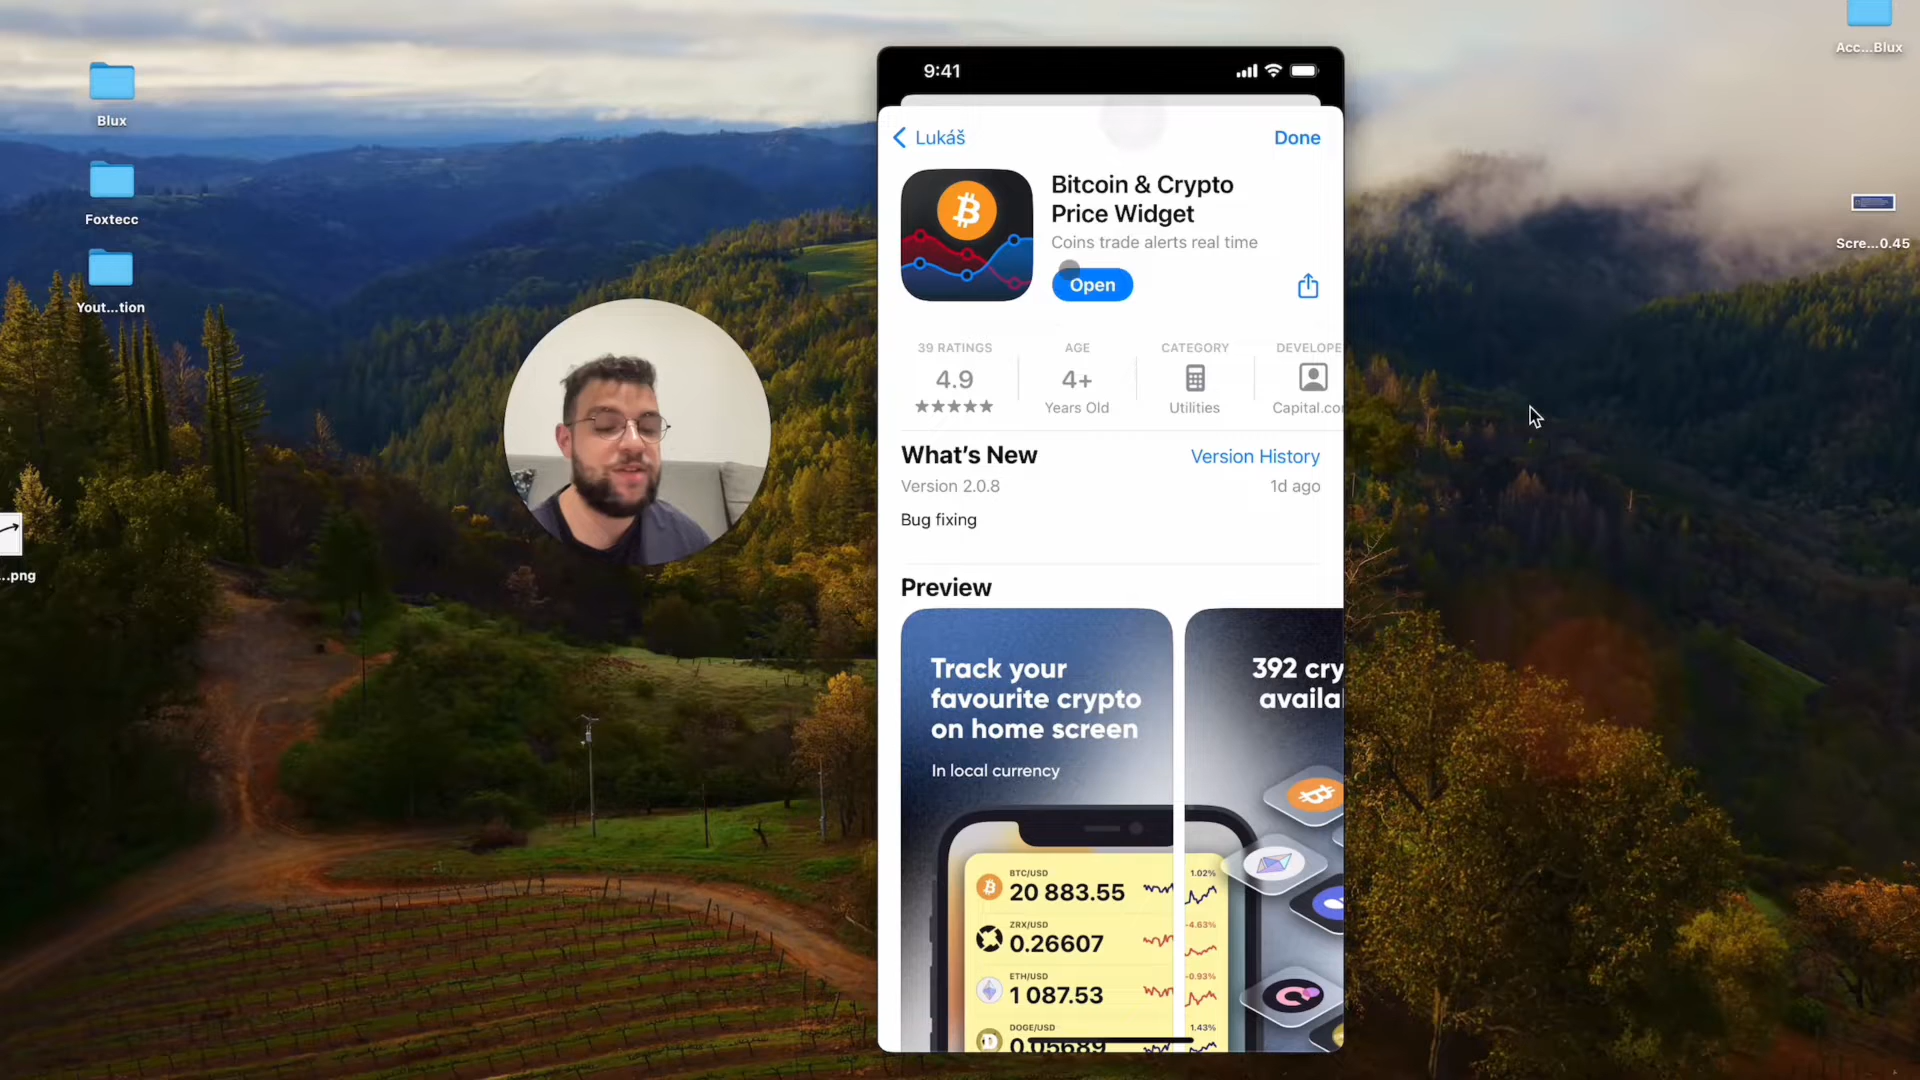 Blux
Foxtecc
Yout...tion
...png
Acc...Blux
Scre...0.45
9:41
Lukáš
Done
Bitcoin & Crypto
Price Widget
Coins trade alerts real time
Open
39 RATINGS
4.9
AGE
4+
Years Old
CATEGORY
Utilities
DEVELOPE
Capital.co
What's New
Version History
Version 2.0.8
1d ago
Bug fixing
Preview
Track your
favourite crypto
on home screen
In local currency
BTC/USD
20 883.55
1.02%
ZRX/USD
0.26607
-4.63%
ETH/USD
1 087.53
-0.93%
DOGE/USD
0.05689
1.43%
392 cry
availa